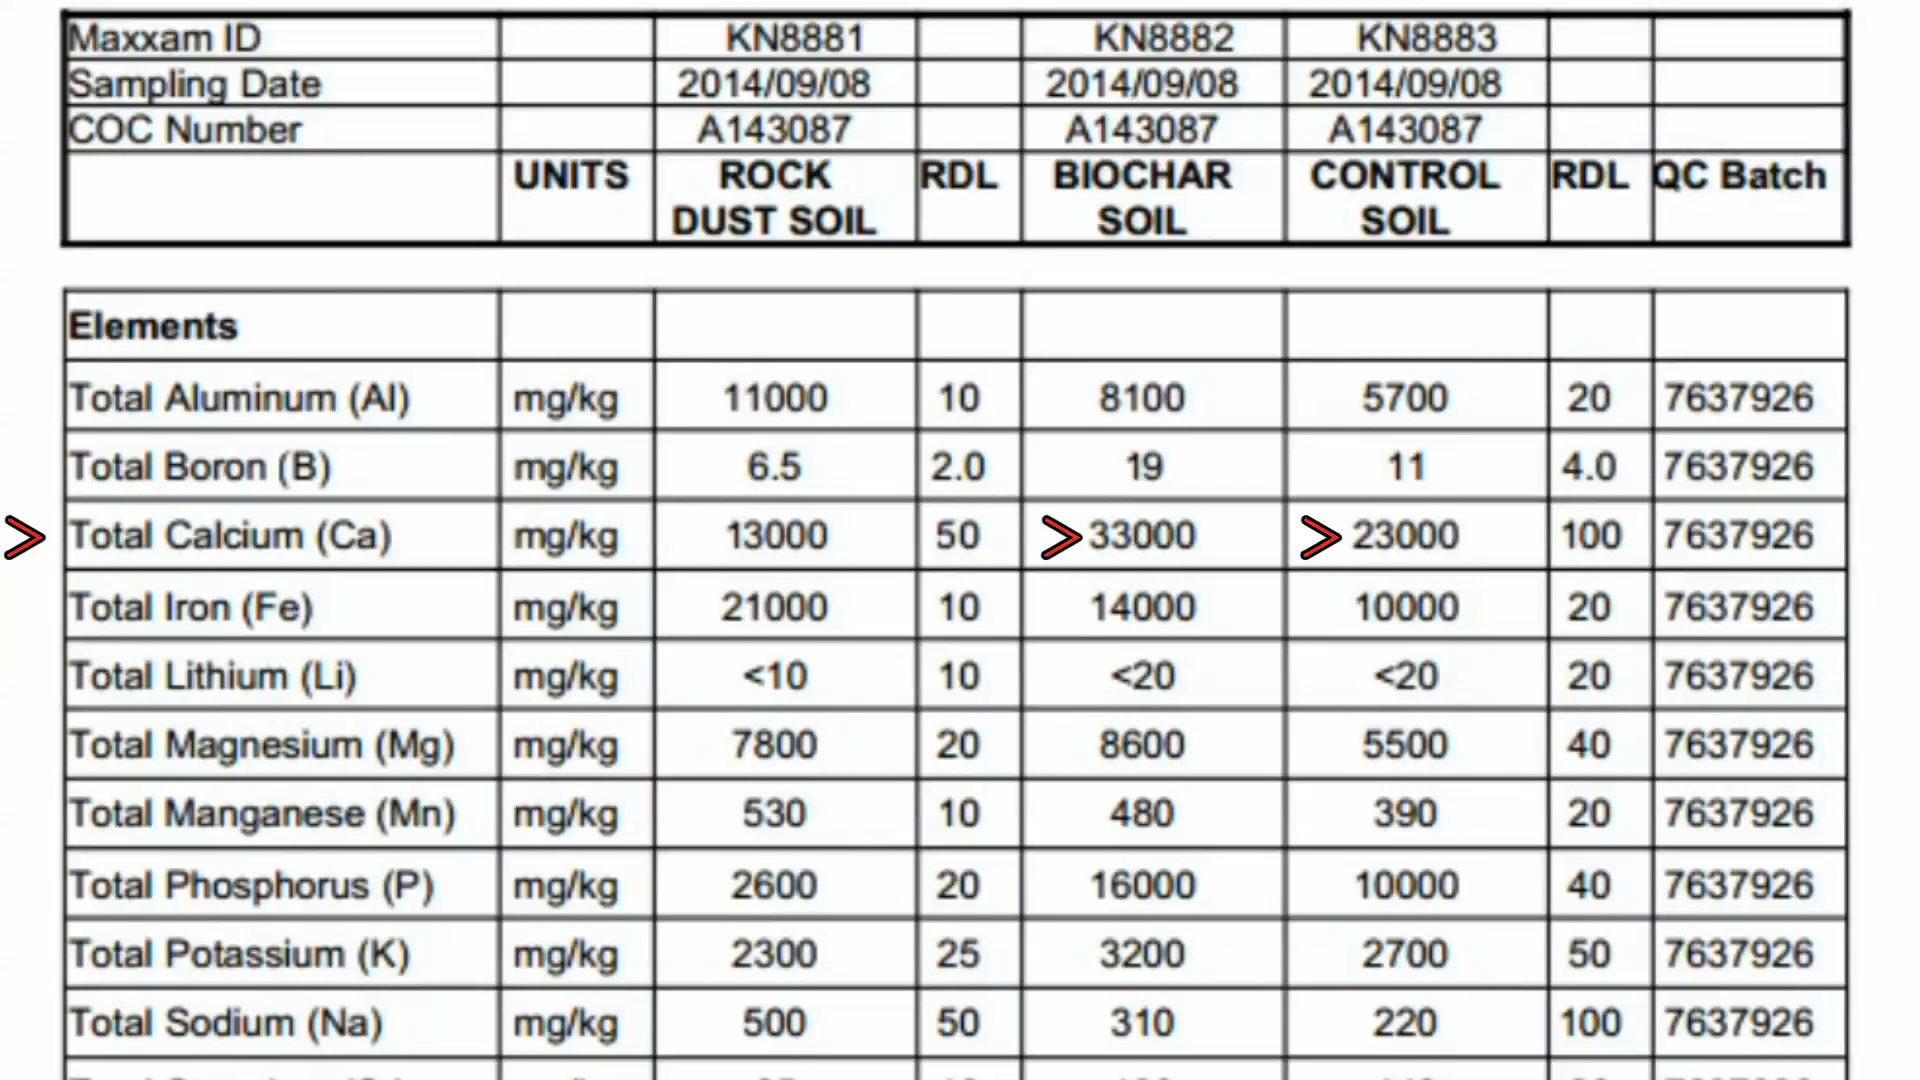 Maxxam ID KN8881 KN8882 KN8883
Sampling Date 2014/09/08 2014/09/08 2014/09/08
COC Number A143087 A143087 A143087
UNITS ROCK DUST SOIL RDL BIOCHAR SOIL CONTROL SOIL RDL QC Batch
Elements
Total Aluminum (Al) mg/kg 11000 10 8100 5700 20 7637926
Total Boron (B) mg/kg 6.5 2.0 19 11 4.0 7637926
> Total Calcium (Ca) mg/kg 13000 50 > 33000 > 23000 100 7637926
Total Iron (Fe) mg/kg 21000 10 14000 10000 20 7637926
Total Lithium (Li) mg/kg <10 10 <20 <20 20 7637926
Total Magnesium (Mg) mg/kg 7800 20 8600 5500 40 7637926
Total Manganese (Mn) mg/kg 530 10 480 390 20 7637926
Total Phosphorus (P) mg/kg 2600 20 16000 10000 40 7637926
Total Potassium (K) mg/kg 2300 25 3200 2700 50 7637926
Total Sodium (Na) mg/kg 500 50 310 220 100 7637926